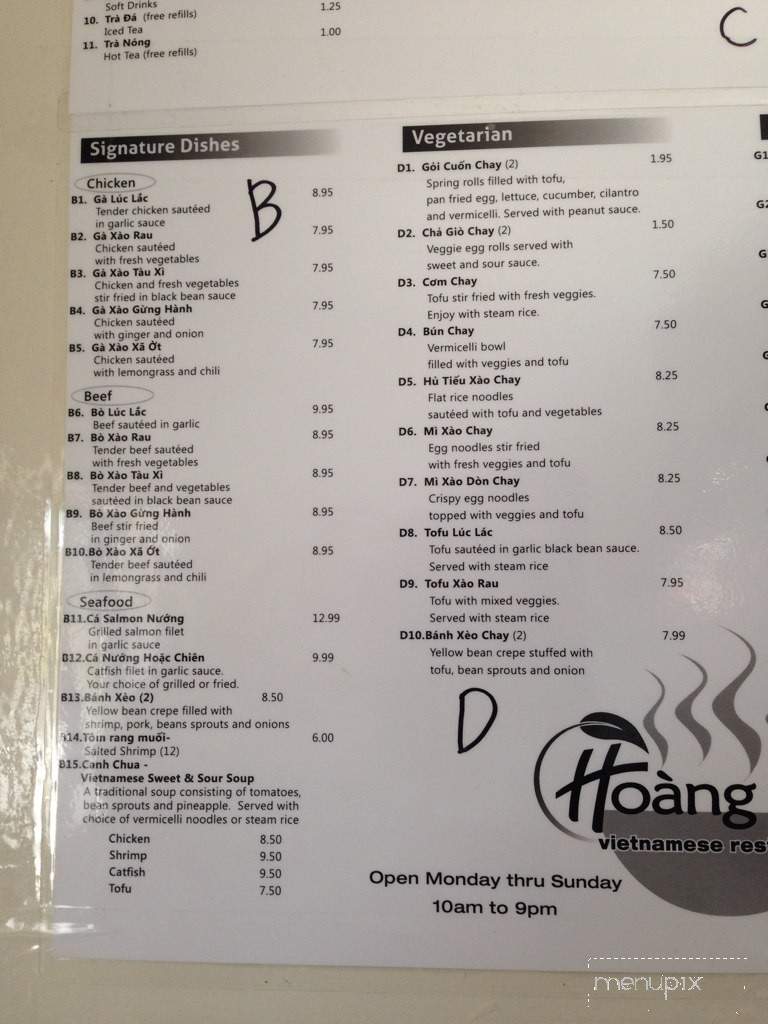 Soft Drinks 1.25
10. Trà Đá (free refills)
Iced Tea 1.00
11. Trà Nóng
Hot Tea (free refills)
C
Signature Dishes
Chicken
B
B1. Gà Lúc Lắc 8.95
Tender chicken sautéed
in garlic sauce
B2. Gà Xào Rau 7.95
Chicken sautéed
with fresh vegetables
B3. Gà Xào Tàu Xì 7.95
Chicken and fresh vegetables
stir fried in black bean sauce
B4. Gà Xào Gừng Hành 7.95
Chicken sautéed
with ginger and onion
B5. Gà Xào Xã Ớt 7.95
Chicken sautéed
with lemongrass and chili
Beef
B6. Bò Lúc Lắc 9.95
Beef sautéed in garlic
B7. Bò Xào Rau 8.95
Tender beef sautéed
with fresh vegetables
B8. Bò Xào Tàu Xì 8.95
Tender beef and vegetables
sautéed in black bean sauce
B9. Bò Xào Gừng Hành 8.95
Beef stir fried
in ginger and onion
B10.Bò Xào Xã Ớt 8.95
Tender beef sautéed
in lemongrass and chili
Seafood
B11.Cá Salmon Nướng 12.99
Grilled salmon filet
in garlic sauce
B12.Cá Nướng Hoặc Chiên 9.99
Catfish filet in garlic sauce.
Your choice of grilled or fried.
B13.Bánh Xèo (2) 8.50
Yellow bean crepe filled with
shrimp, pork, beans sprouts and onions
B14.Tôm rang muối- 6.00
Salted Shrimp (12)
B15.Canh Chua -
Vietnamese Sweet & Sour Soup
A traditional soup consisting of tomatoes,
bean sprouts and pineapple. Served with
choice of vermicelli noodles or steam rice
Chicken 8.50
Shrimp 9.50
Catfish 9.50
Tofu 7.50
Vegetarian
D1. Gỏi Cuốn Chay (2) 1.95
Spring rolls filled with tofu,
pan fried egg, lettuce, cucumber, cilantro
and vermicelli. Served with peanut sauce.
D2. Chả Giò Chay (2) 1.50
Veggie egg rolls served with
sweet and sour sauce.
D3. Cơm Chay 7.50
Tofu stir fried with fresh veggies.
Enjoy with steam rice.
D4. Bún Chay 7.50
Vermicelli bowl
filled with veggies and tofu
D5. Hủ Tiếu Xào Chay 8.25
Flat rice noodles
sautéed with tofu and vegetables
D6. Mì Xào Chay 8.25
Egg noodles stir fried
with fresh veggies and tofu
D7. Mì Xào Dòn Chay 8.25
Crispy egg noodles
topped with veggies and tofu
D8. Tofu Lúc Lắc 8.50
Tofu sautéed in garlic black bean sauce.
Served with steam rice
D9. Tofu Xào Rau 7.95
Tofu with mixed veggies.
Served with steam rice
D10.Bánh Xèo Chay (2) 7.99
Yellow bean crepe stuffed with
tofu, bean sprouts and onion
D
Hoàng
vietnamese res
Open Monday thru Sunday
10am to 9pm
G1
G2
menupix